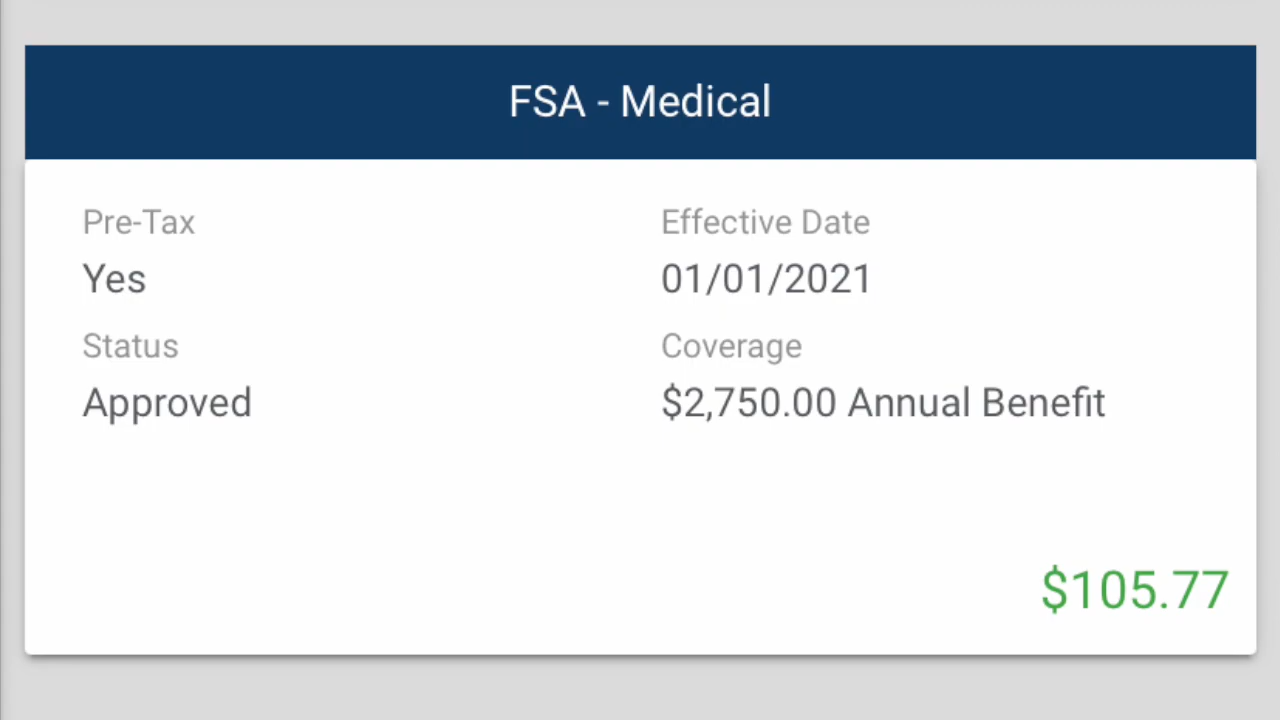 FSA - Medical
Pre-Tax
Yes
Effective Date
01/01/2021
Status
Approved
Coverage
$2,750.00 Annual Benefit
$105.77